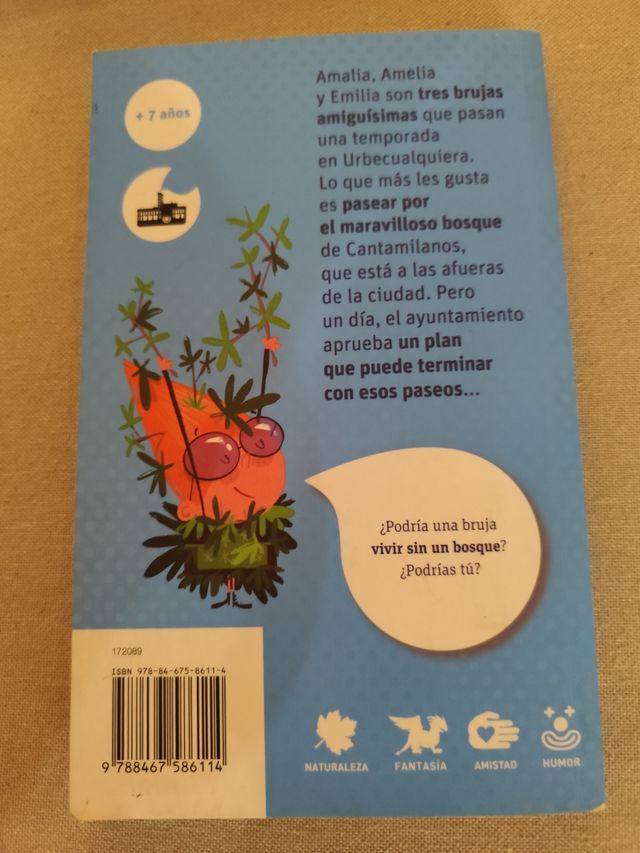 + 7 años
Amalia, Amelia
y Emilia son tres brujas
amiguísimas que pasan
una temporada
en Urbecualquiera.
Lo que más les gusta
es pasear por
el maravilloso bosque
de Cantamilanos,
que está a las afueras
de la ciudad. Pero
un día, el ayuntamiento
aprueba un plan
que puede terminar
con esos paseos...
¿Podría una bruja
vivir sin un bosque?
¿Podrías tú?
172089
ISBN 978-84-675-8611-4
9 788467 586114
NATURALEZA
FANTASÍA
AMISTAD
HUMOR